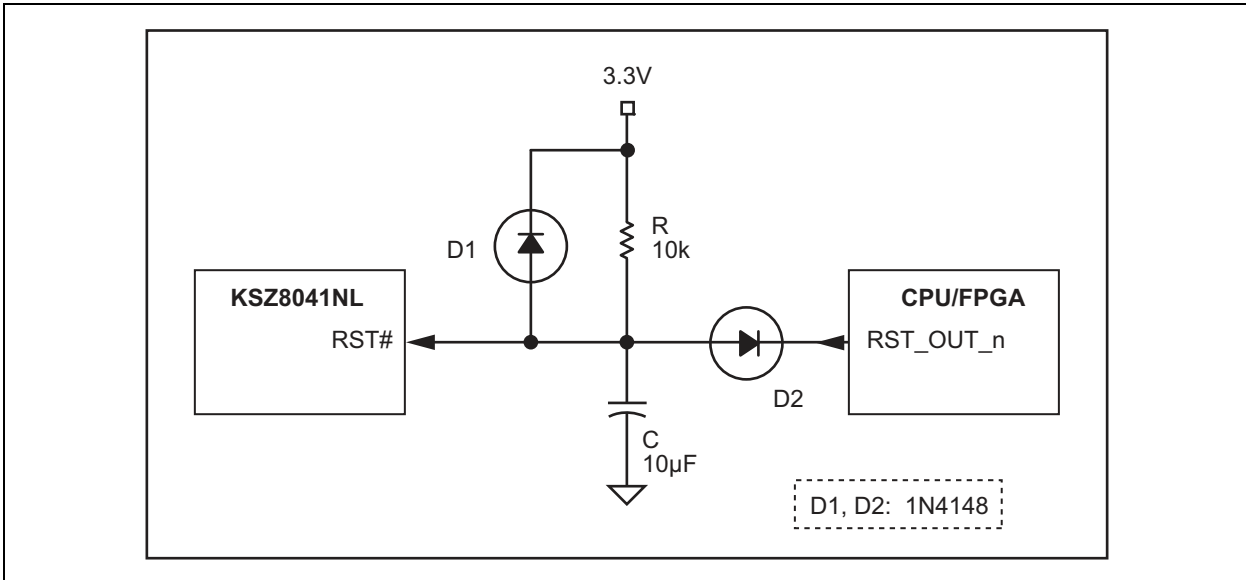 3.3V
R
10k
D1
KSZ8041NL
RST#
CPU/FPGA
RST_OUT_n
D2
C
10µF
D1, D2: 1N4148